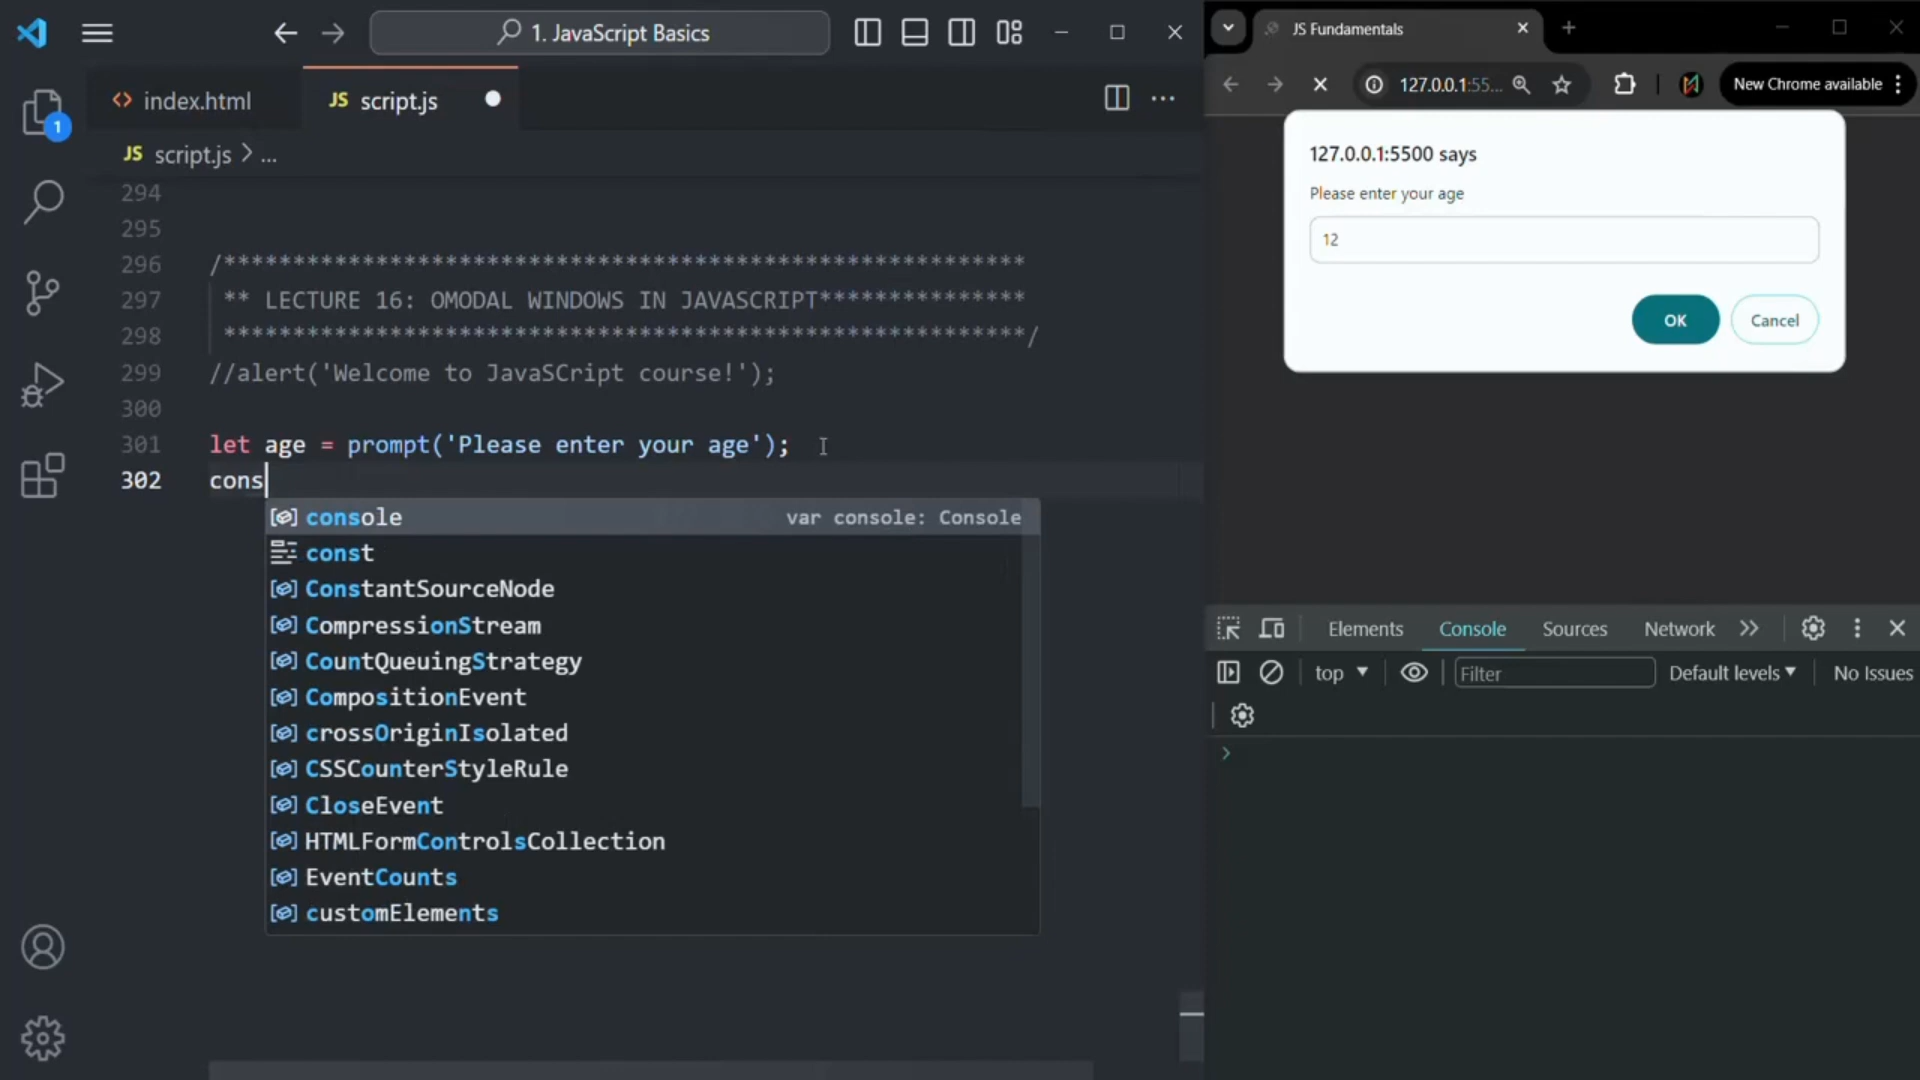 1. JavaScript Basics
index.html
JS script.js
JS script.js > ...
1
294
295
296 /**********************************************************
297 ** LECTURE 16: OMODAL WINDOWS IN JAVASCRIPT***************
298 **********************************************************/
299 //alert('Welcome to JavaSCript course!');
300
301 let age = prompt('Please enter your age');
302 cons
console var console: Console
const
ConstantSourceNode
CompressionStream
CountQueuingStrategy
CompositionEvent
crossOriginIsolated
CSSCounterStyleRule
CloseEvent
HTMLFormControlsCollection
EventCounts
customElements
JS Fundamentals
127.0.0.1:55...
New Chrome available
127.0.0.1:5500 says
Please enter your age
12
OK
Cancel
Elements
Console
Sources
Network
top
Filter
Default levels
No Issues